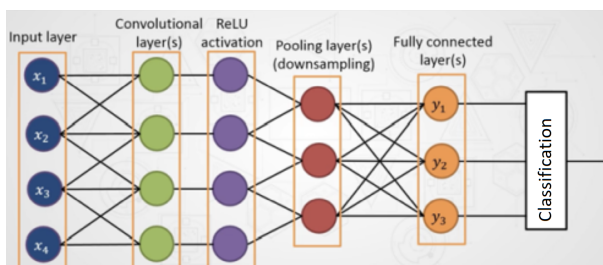 Input layer
Convolutional
layer(s)
ReLU
activation
Pooling layer(s)
(downsampling)
Fully connected
layer(s)
x₁
x₂
x₃
x₄
y₁
y₂
y₃
Classification